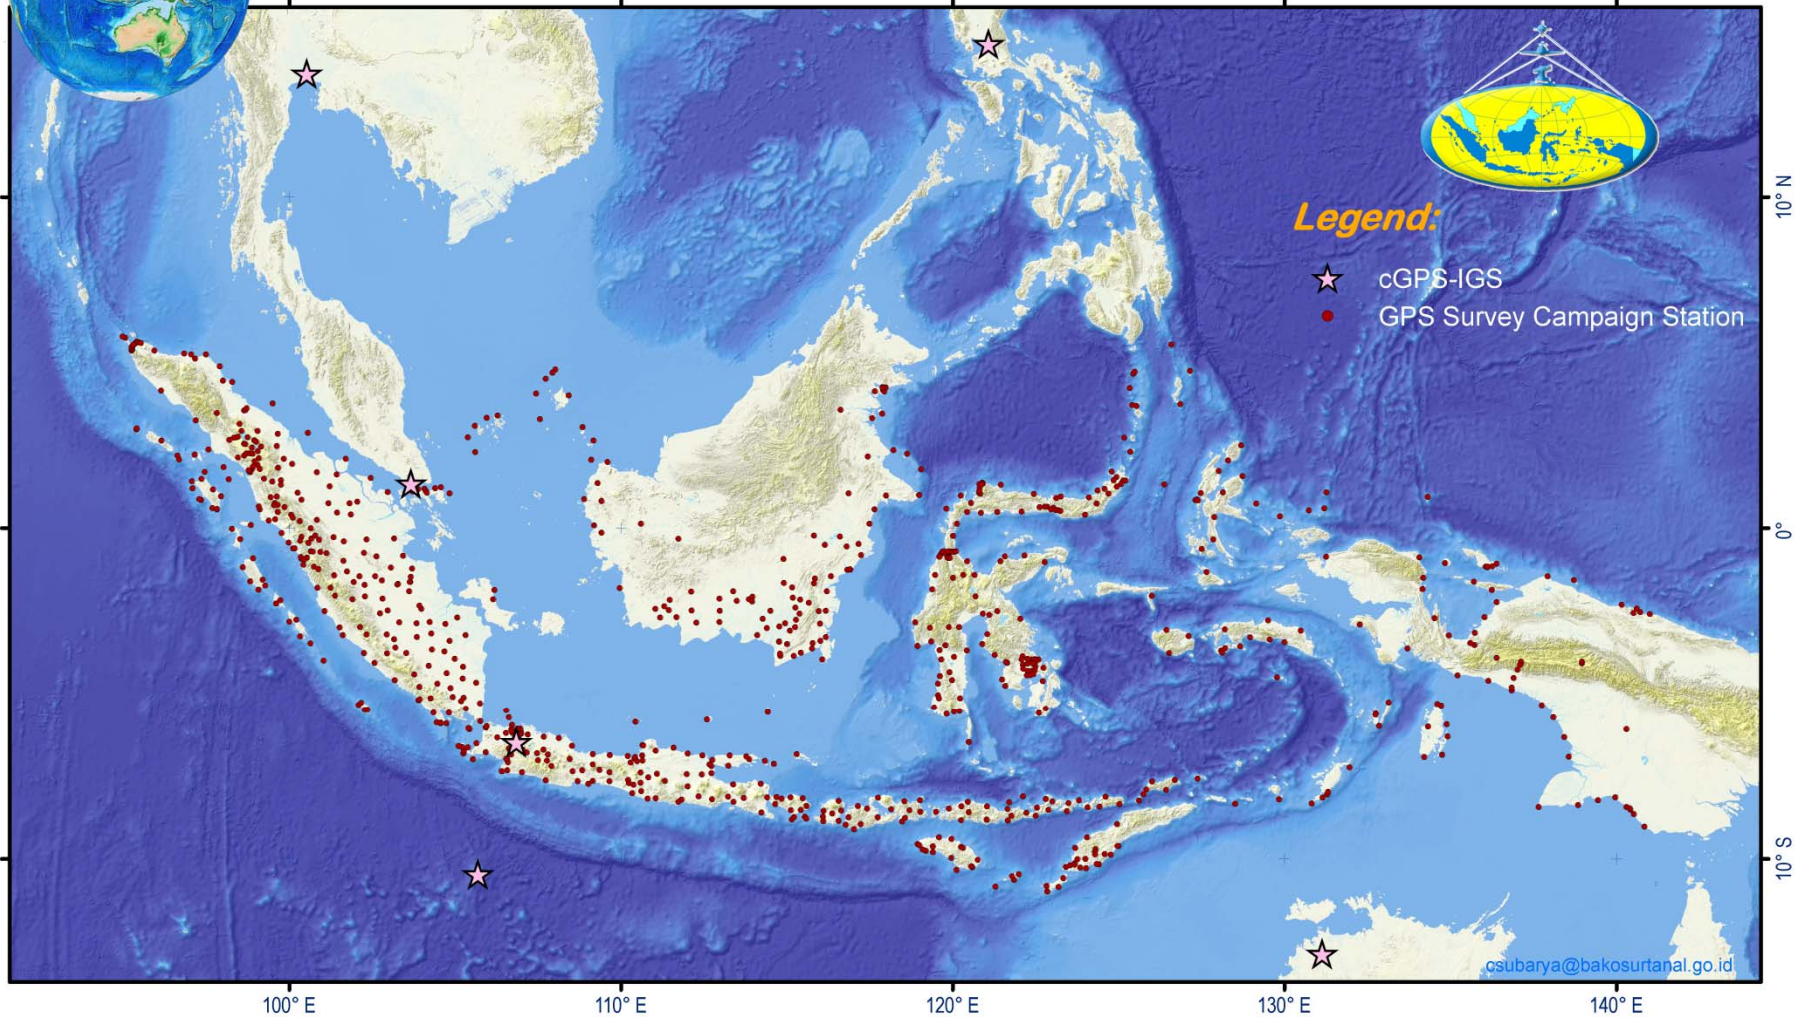 Legend:
cGPS-IGS
GPS Survey Campaign Station
10° N
0°
10° S
csubarya@bakosurtanal.go.id
100° E
110° E
120° E
130° E
140° E